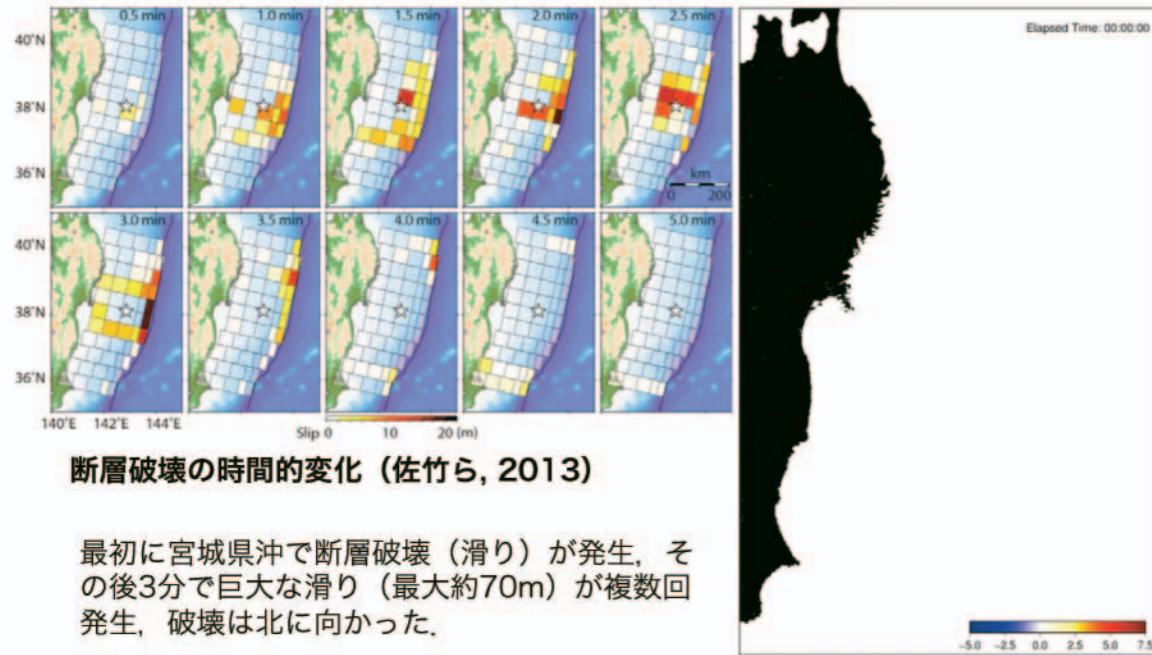 0.5 min 1.0 min 1.5 min 2.0 min 2.5 min
40°N
38°N
36°N
km
0 200
3.0 min 3.5 min 4.0 min 4.5 min 5.0 min
40°N
38°N
36°N
140°E 142°E 144°E
Slip 0 10 20 (m)
断層破壊の時間的変化（佐竹ら, 2013）
最初に宮城県沖で断層破壊（滑り）が発生，そ
の後3分で巨大な滑り（最大約70m）が複数回
発生，破壊は北に向かった．
Elapsed Time: 00:00:00
-5.0 -2.5 0.0 2.5 5.0 7.5